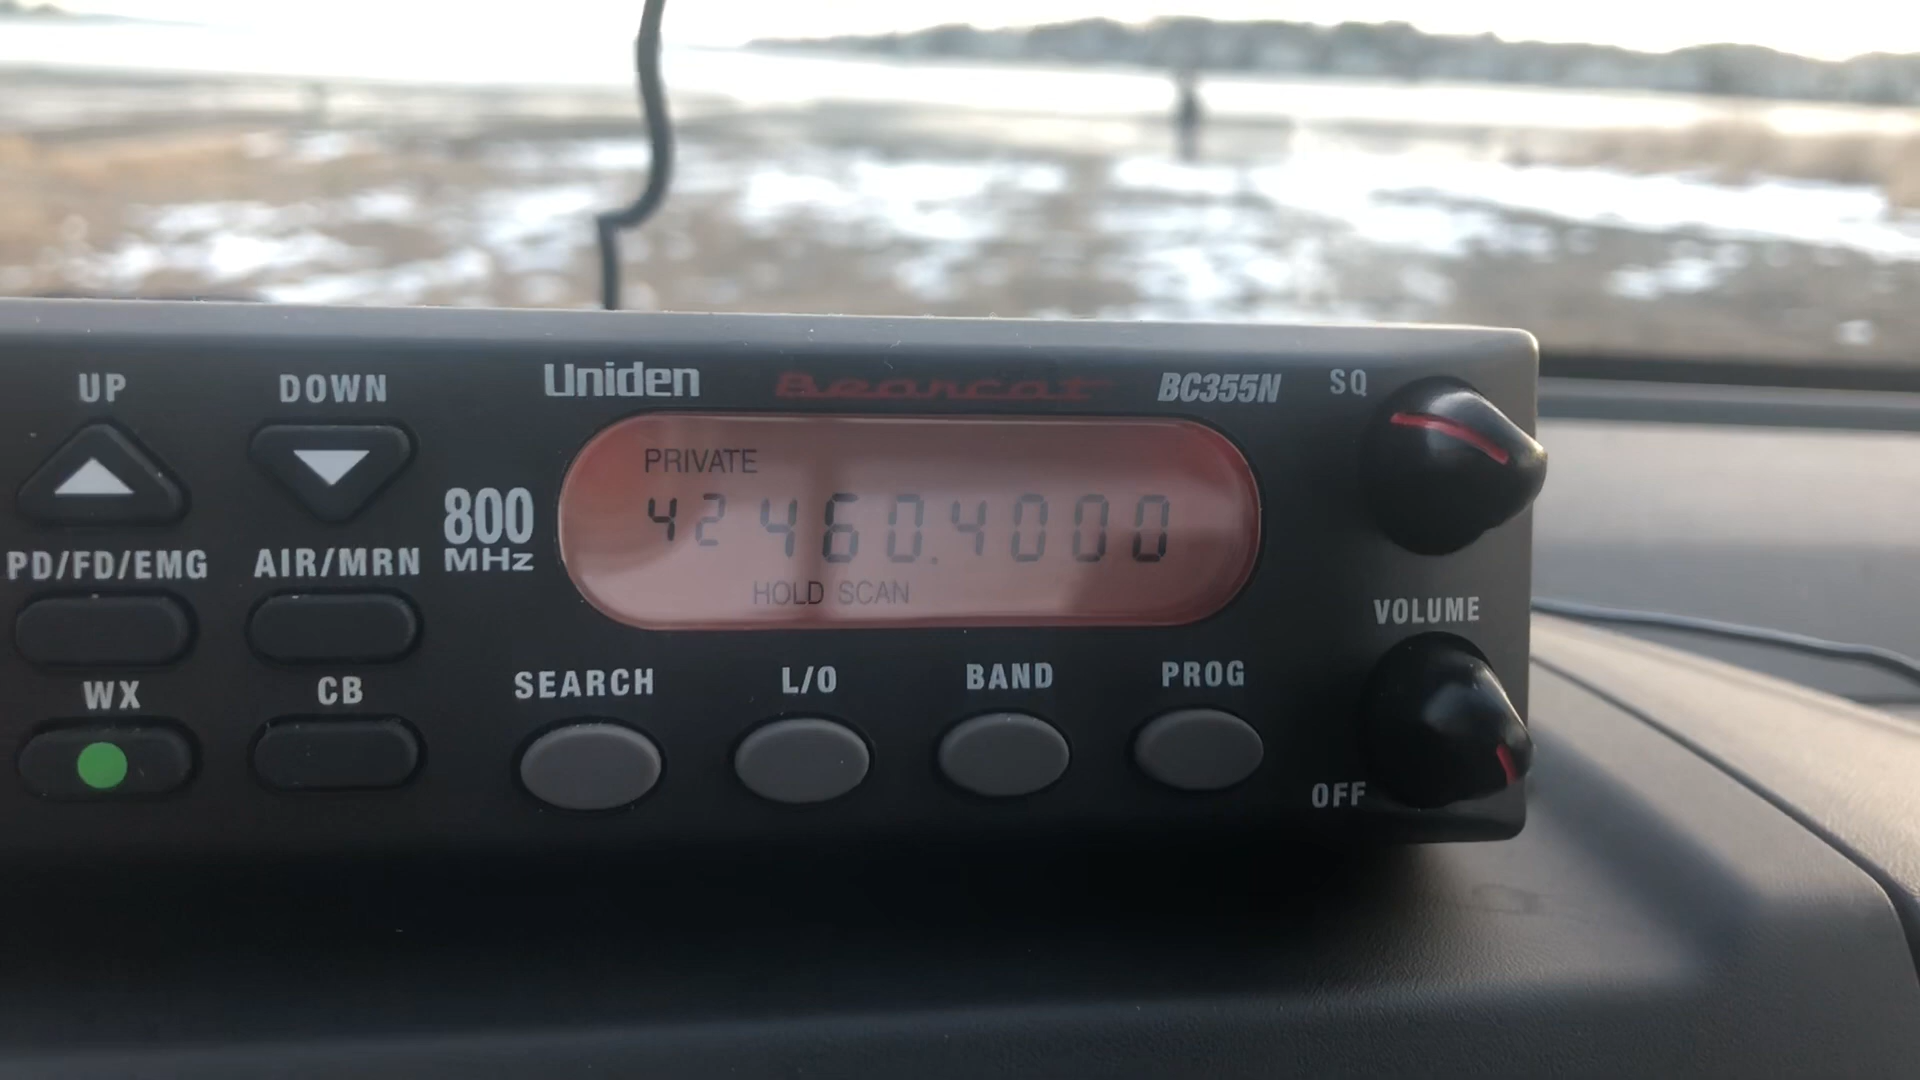 UP DOWN
Uniden Bearcat BC355N SQ
PRIVATE
42 460.4000
HOLD SCAN
800
MHz
PD/FD/EMG AIR/MRN
VOLUME
WX CB
SEARCH L/O BAND PROG
OFF